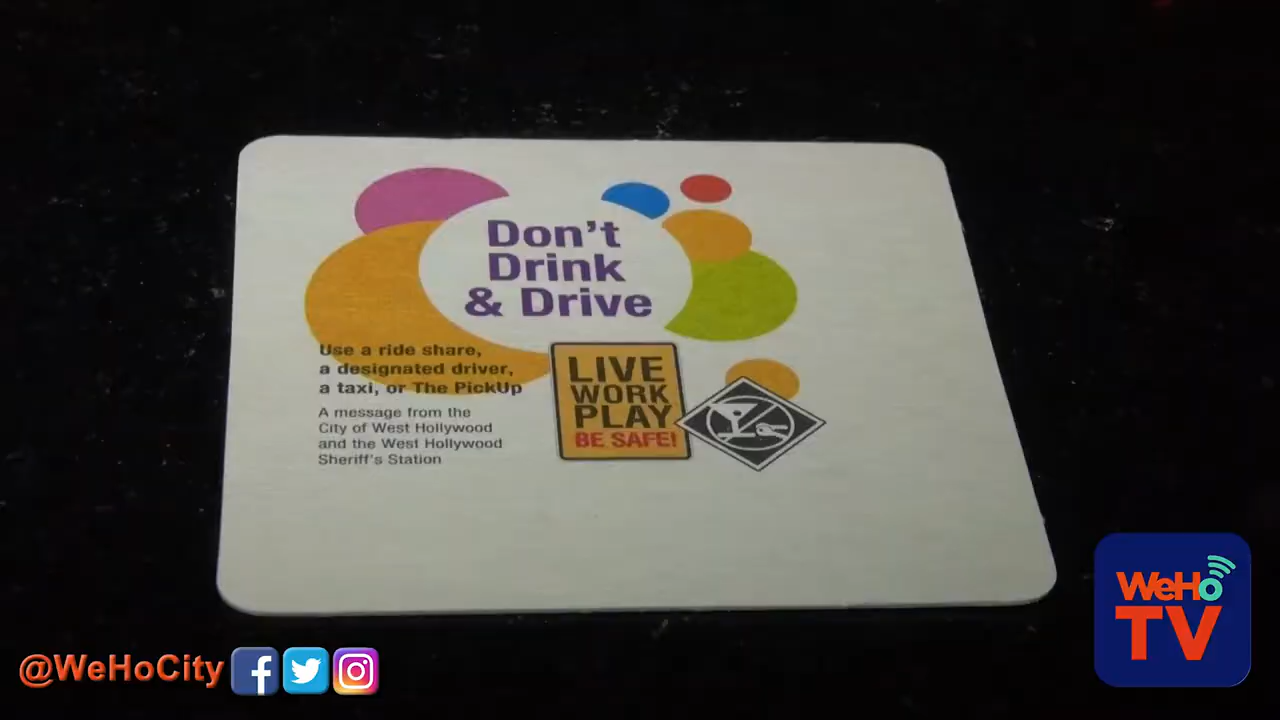 Don't
Drink
& Drive
Use a ride share,
a designated driver,
a taxi, or The PickUp
A message from the
City of West Hollywood
and the West Hollywood
Sheriff's Station
LIVE
WORK
PLAY
BE SAFE!
@WeHoCity
WeHo
TV